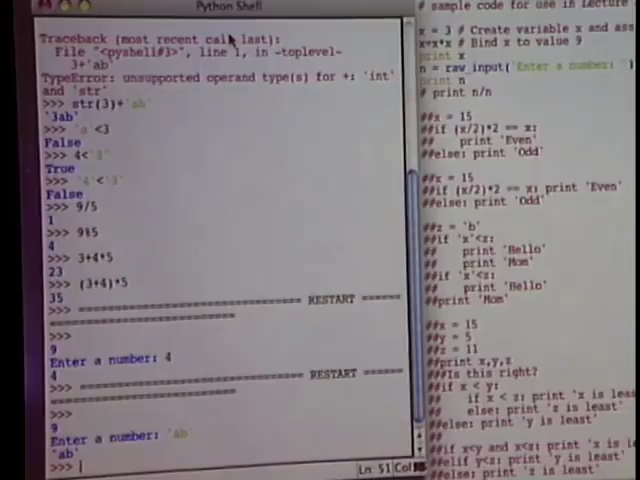 Python Shell
Traceback (most recent call last):
File "<pyshell#3>", line 1, in -toplevel-
3+'ab'
TypeError: unsupported operand type(s) for +: 'int'
and 'str'
>>> str(3)+'ab'
'3ab'
>>> 'a'<3
False
>>> 4<'3'
True
>>> '4'<'3'
False
>>> 9/5
1
>>> 9%5
4
>>> 3+4*5
23
>>> (3+4)*5
35
>>> ================================ RESTART ======
==========================
>>>
9
Enter a number: 4
4
>>> ================================ RESTART ======
==========================
>>>
9
Enter a number: 'ab'
'ab'
>>>
Ln: 51 Col
# sample code for use in Lecture
x = 3 # Create variable x and ass
x=x*x # Bind x to value 9
print x
n = raw_input('Enter a number: ')
print n
# print n/n
##x = 15
##if (x/2)*2 == x:
## print 'Even'
##else: print 'Odd'
##x = 15
##if (x/2)*2 == x: print 'Even'
##else: print 'Odd'
##z = 'b'
##if 'x'<z:
## print 'Hello'
## print 'Mom'
##if 'x'<z:
## print 'Hello'
##print 'Mom'
##x = 15
##y = 5
##z = 11
##print x,y,z
###Is this right?
##if x < y:
## if x < z: print 'x is leas
## else: print 'z is least'
##else: print 'y is least'
##
##if x<y and x<z: print 'x is l
##elif y<z: print 'y is least'
##else: print 'z is least'